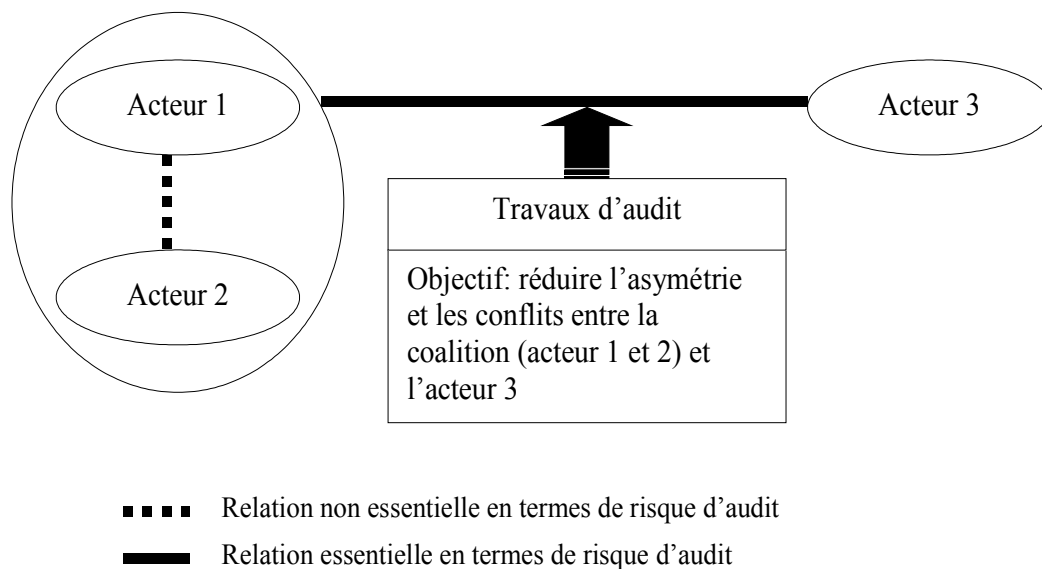 Acteur 1
Acteur 3
Travaux d'audit
Acteur 2
Objectif: réduire l'asymétrie
et les conflits entre la
coalition (acteur 1 et 2) et
l'acteur 3
Relation non essentielle en termes de risque d'audit
Relation essentielle en termes de risque d'audit